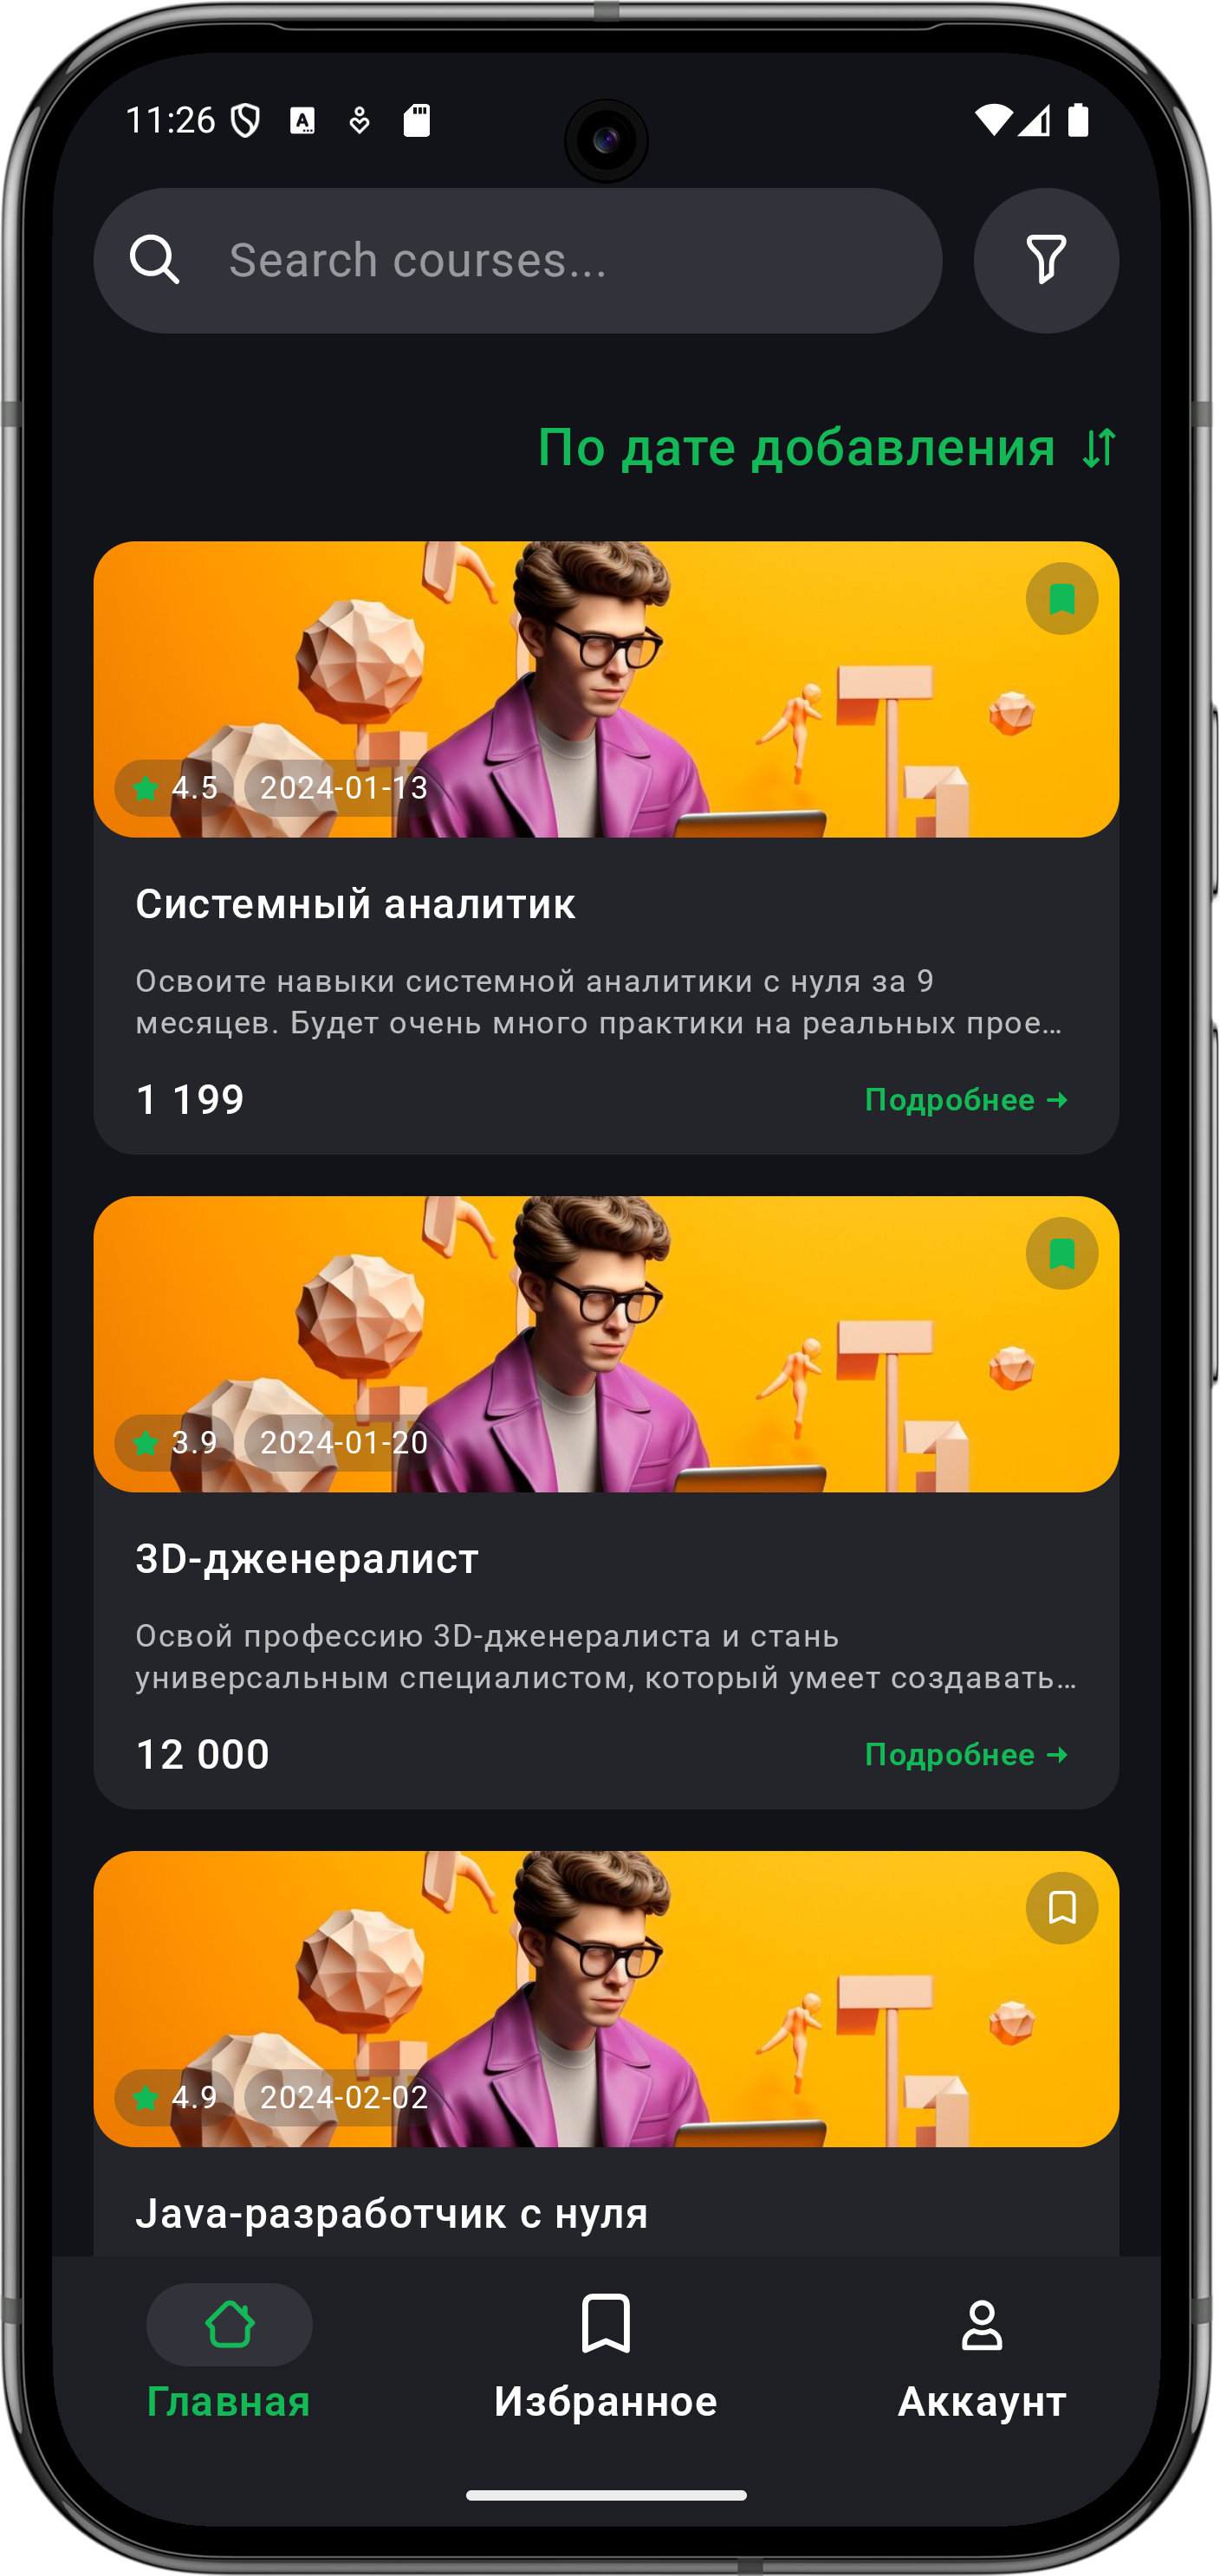 11:26
Search courses...
По дате добавления
4.5 2024-01-13
Системный аналитик
Освоите навыки системной аналитики с нуля за 9
месяцев. Будет очень много практики на реальных прое...
1 199 Подробнее
3.9 2024-01-20
3D-дженералист
Освой профессию 3D-дженералиста и стань
универсальным специалистом, который умеет создавать...
12 000 Подробнее
4.9 2024-02-02
Java-разработчик с нуля
Главная Избранное Аккаунт